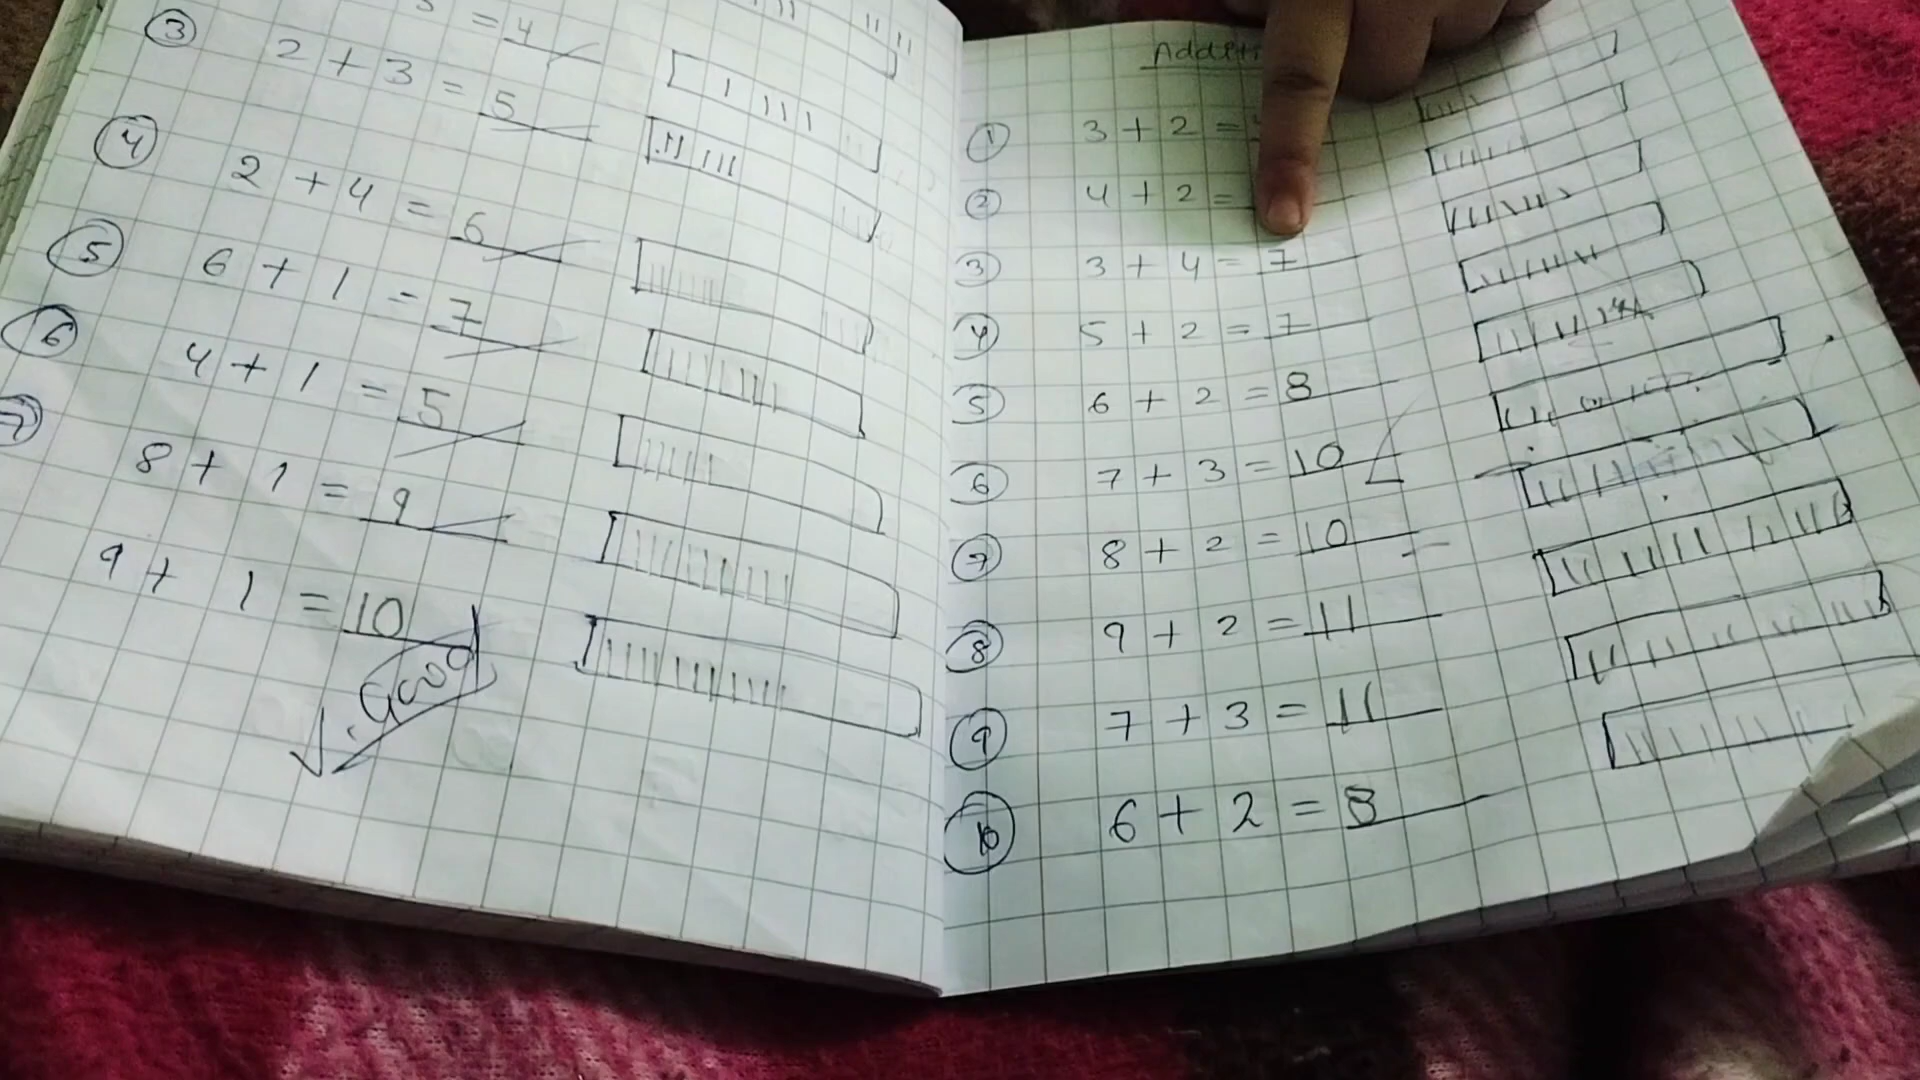 3 = 4
③ 2 + 3 = 5
④ 2 + 4 = 6
⑤ 6 + 1 = 7
⑥ 4 + 1 = 5
⑦ 8 + 1 = 9
9 + 1 = 10
Good
① 3 + 2 =
② 4 + 2 =
③ 3 + 4 = 7
④ 5 + 2 = 7
⑤ 6 + 2 = 8
⑥ 7 + 3 = 10
⑦ 8 + 2 = 10
⑧ 9 + 2 = 11
⑨ 7 + 3 = 11
⑩ 6 + 2 = 8